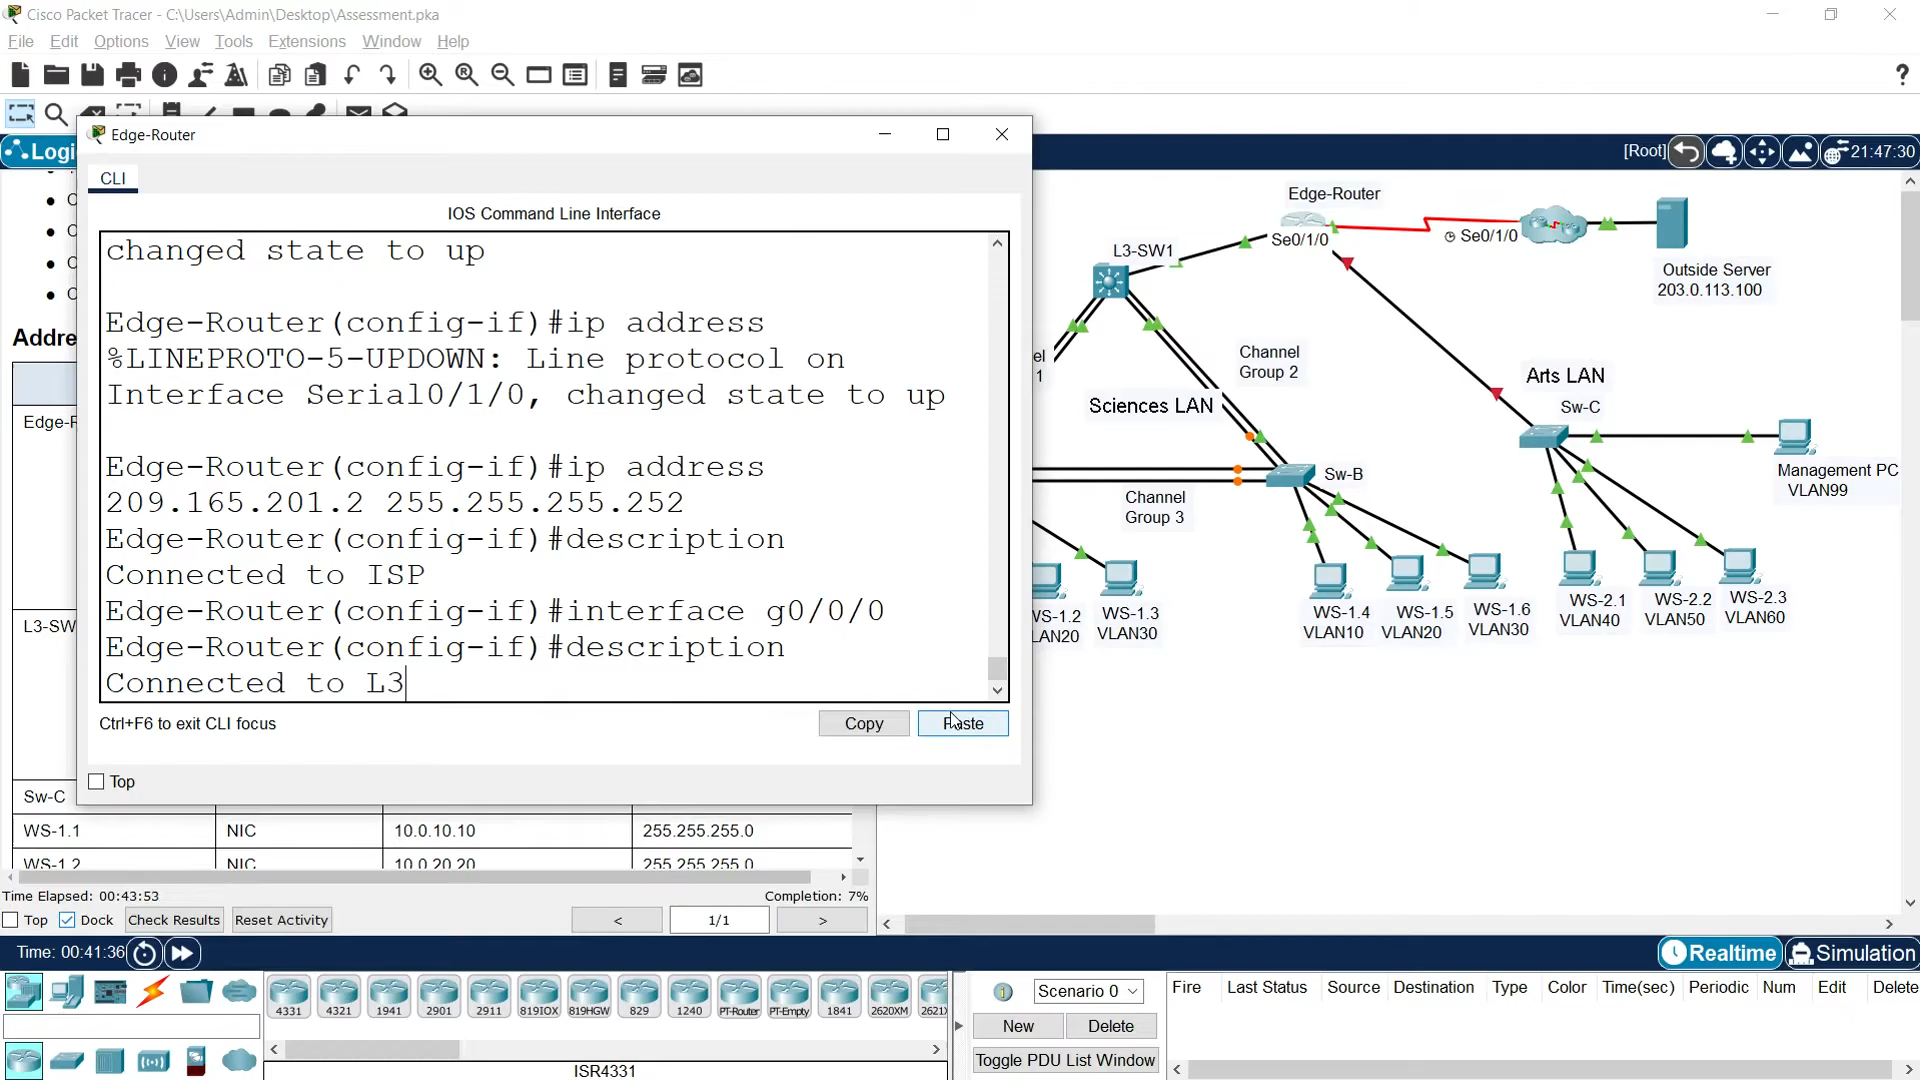 Cisco Packet Tracer - C:\Users\Admin\Desktop\Assessment.pka
File Edit Options View Tools Extensions Window Help
?
Logi
[Root]
21:47:30
Edge-Router
CLI
IOS Command Line Interface
changed state to up
Edge-Router(config-if)#ip address
%LINEPROTO-5-UPDOWN: Line protocol on
Interface Serial0/1/0, changed state to up
Edge-Router(config-if)#ip address
209.165.201.2 255.255.255.252
Edge-Router(config-if)#description
Connected to ISP
Edge-Router(config-if)#interface g0/0/0
Edge-Router(config-if)#description
Connected to L3
Ctrl+F6 to exit CLI focus
Copy
Paste
Top
Addre
Edge-R
L3-SW
Sw-C
WS-1.1 NIC 10.0.10.10 255.255.255.0
WS-1.2 NIC 10.0.20.20 255.255.255.0
Time Elapsed: 00:43:53
Completion: 7%
Top Dock Check Results Reset Activity < 1/1 >
Edge-Router
Se0/1/0
Se0/1/0
L3-SW1
Outside Server
203.0.113.100
Channel
Group 2
el
1
Sciences LAN
Arts LAN
Sw-C
Sw-B
Management PC
VLAN99
Channel
Group 3
WS-1.2
LAN20
WS-1.3
VLAN30
WS-1.4
VLAN10
WS-1.5
VLAN20
WS-1.6
VLAN30
WS-2.1
VLAN40
WS-2.2
VLAN50
WS-2.3
VLAN60
Time: 00:41:36
Realtime
Simulation
4331 4321 1941 2901 2911 819IOX 819HGW 829 1240 PT-Router PT-Empty 1841 2620XM 2621X
ISR4331
Scenario 0
New
Delete
Toggle PDU List Window
Fire Last Status Source Destination Type Color Time(sec) Periodic Num Edit Delete